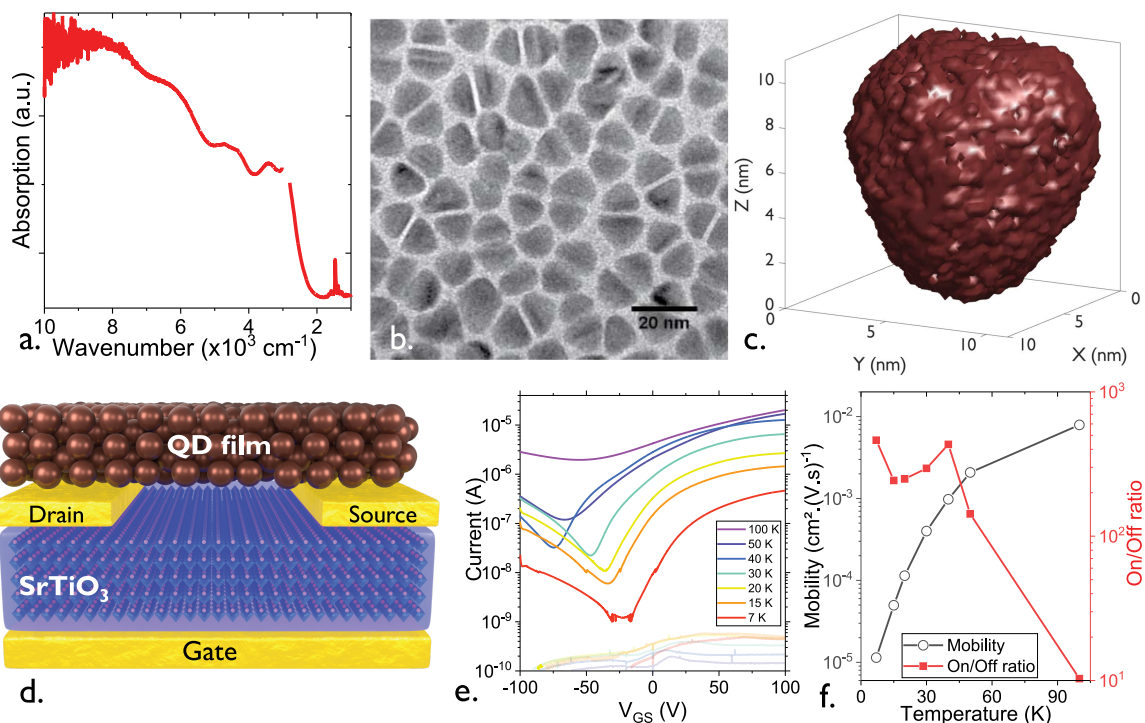 Absorption (a.u.)
10 8 6 4 2
Wavenumber (x10³ cm⁻¹)
a.
20 nm
b.
10
8
6
4
2
0
Z (nm)
0 5 10
Y (nm)
10 5 0
X (nm)
c.
QD film
Drain Source
SrTiO₃
Gate
d.
Current (A)
10⁻⁵
10⁻⁶
10⁻⁷
10⁻⁸
10⁻⁹
10⁻¹⁰
100 K
50 K
40 K
30 K
20 K
15 K
7 K
-100 -50 0 50 100
V_GS (V)
e.
Mobility (cm².(V.s)⁻¹)
10⁻²
10⁻³
10⁻⁴
10⁻⁵
Mobility
On/Off ratio
10³
10²
10¹
On/Off ratio
0 30 60 90
Temperature (K)
f.